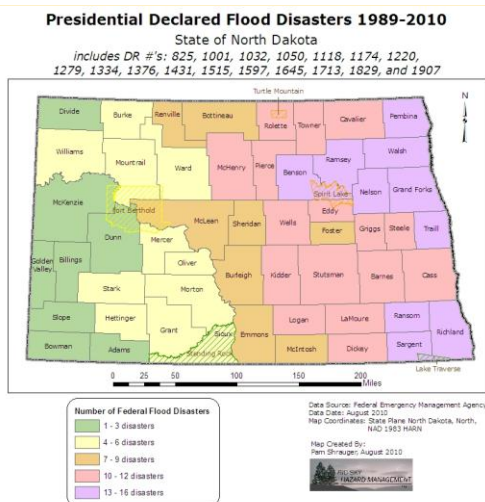 Presidential Declared Flood Disasters 1989-2010
State of North Dakota
includes DR #'s: 825, 1001, 1032, 1050, 1118, 1174, 1220,
1279, 1334, 1376, 1431, 1515, 1597, 1645, 1713, 1829, and 1907
Turtle Mountain
N
Divide
Burke
Renville
Bottineau
Rolette
Towner
Cavalier
Pembina
Williams
Mountrail
Ward
McHenry
Pierce
Benson
Ramsey
Walsh
Spirit Lake
Nelson
Grand Forks
McKenzie
Fort Berthold
McLean
Sheridan
Wells
Eddy
Foster
Griggs
Steele
Traill
Dunn
Mercer
Oliver
Golden
Valley
Billings
Burleigh
Kidder
Stutsman
Barnes
Cass
Stark
Morton
Slope
Hettinger
Grant
Sioux
Emmons
Logan
LaMoure
Ransom
Richland
Bowman
Adams
Standing Rock
McIntosh
Dickey
Sargent
Lake Traverse
0 25 50 100 150 200
Miles
Number of Federal Flood Disasters
1 - 3 disasters
4 - 6 disasters
7 - 9 disasters
10 - 12 disasters
13 - 16 disasters
Data Source: Federal Emergency Management Agency
Data Date: August 2010
Map Coordinates: State Plane North Dakota, North,
NAD 1983 HARN
Map Created By:
Pam Shrauger, August 2010
BIG SKY
HAZARD MANAGEMENT